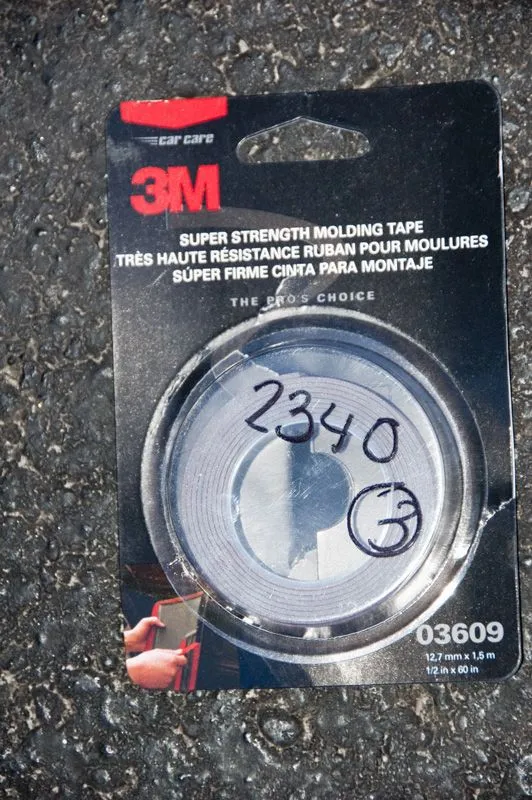 car care
3M
SUPER STRENGTH MOLDING TAPE
TRÈS HAUTE RÉSISTANCE RUBAN POUR MOULURES
SÚPER FIRME CINTA PARA MONTAJE
THE PRO'S CHOICE
2340
3
03609
12,7 mm x 1,5 m
1/2 in x 60 in